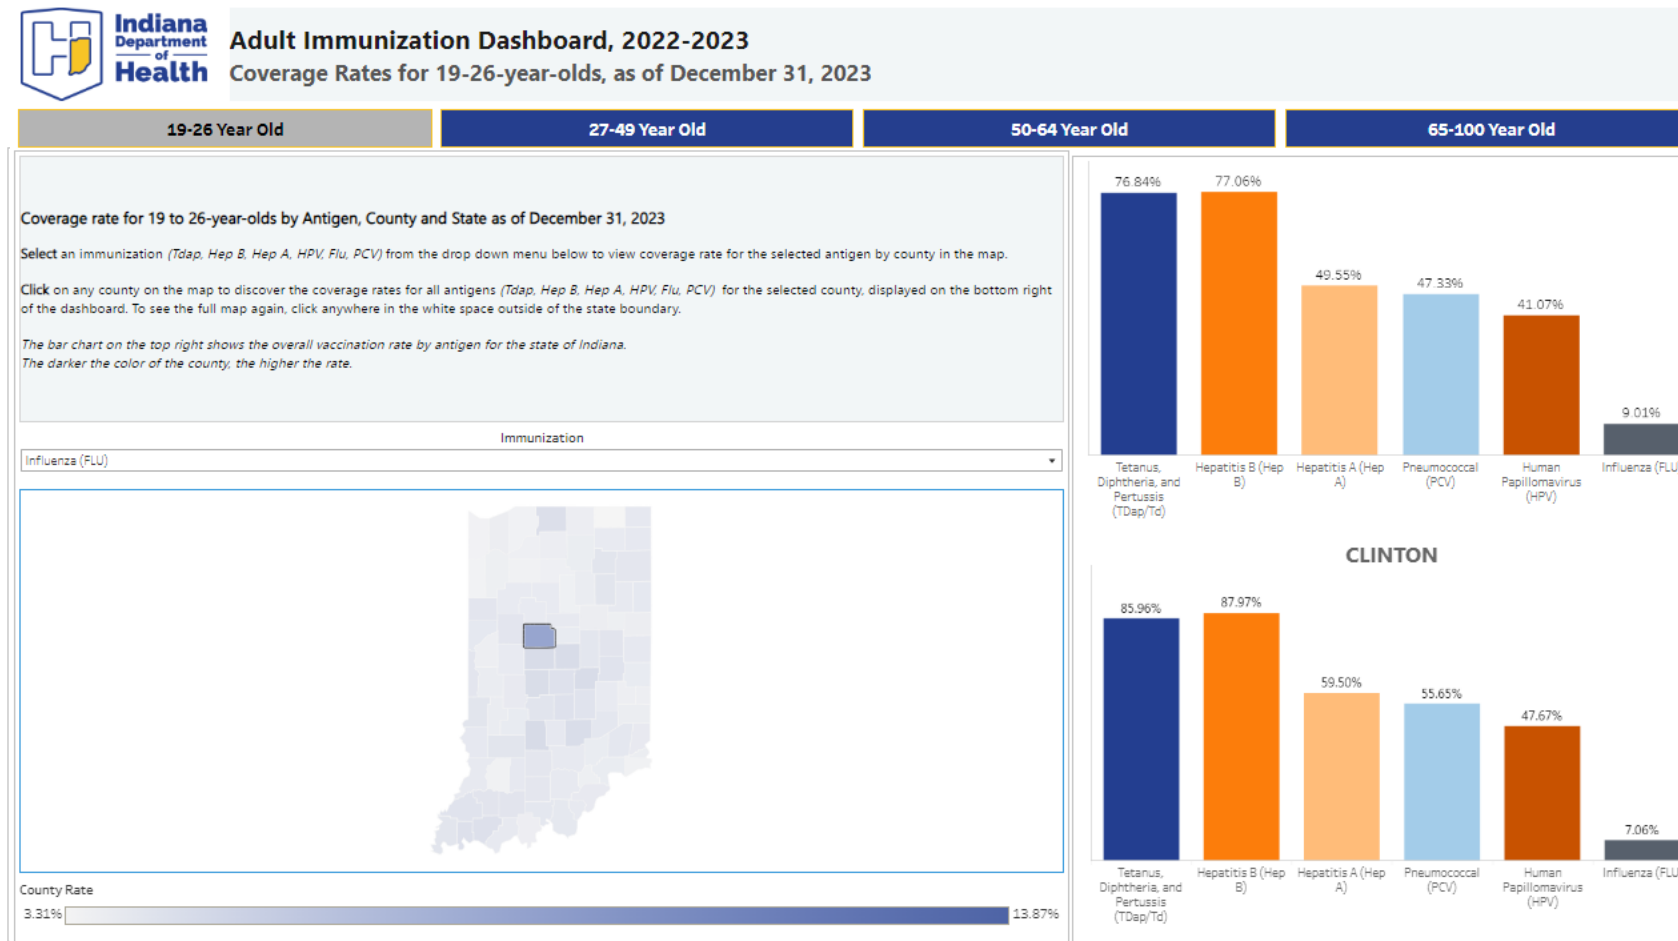 Indiana
Department
of
Health
Adult Immunization Dashboard, 2022-2023
Coverage Rates for 19-26-year-olds, as of December 31, 2023
19-26 Year Old
27-49 Year Old
50-64 Year Old
65-100 Year Old
Coverage rate for 19 to 26-year-olds by Antigen, County and State as of December 31, 2023
Select an immunization (Tdap, Hep B, Hep A, HPV, Flu, PCV) from the drop down menu below to view coverage rate for the selected antigen by county in the map.
Click on any county on the map to discover the coverage rates for all antigens (Tdap, Hep B, Hep A, HPV, Flu, PCV) for the selected county, displayed on the bottom right
of the dashboard. To see the full map again, click anywhere in the white space outside of the state boundary.
The bar chart on the top right shows the overall vaccination rate by antigen for the state of Indiana.
The darker the color of the county, the higher the rate.
Immunization
Influenza (FLU)
County Rate
3.31%
13.87%
76.84%
77.06%
49.55%
47.33%
41.07%
9.01%
Tetanus,
Diphtheria, and
Pertussis
(TDap/Td)
Hepatitis B (Hep
B)
Hepatitis A (Hep
A)
Pneumococcal
(PCV)
Human
Papillomavirus
(HPV)
Influenza (FLU
CLINTON
85.96%
87.97%
59.50%
55.65%
47.67%
7.06%
Tetanus,
Diphtheria, and
Pertussis
(TDap/Td)
Hepatitis B (Hep
B)
Hepatitis A (Hep
A)
Pneumococcal
(PCV)
Human
Papillomavirus
(HPV)
Influenza (FLU